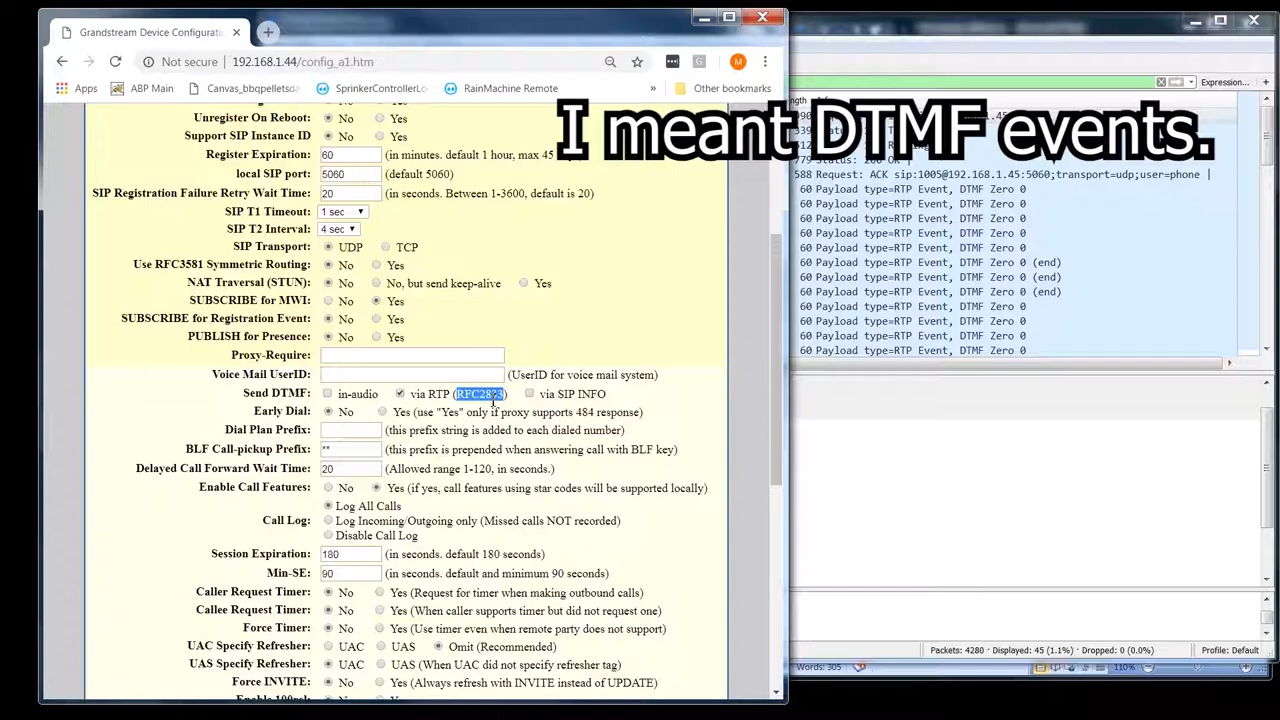 Grandstream Device Configurati
Not secure | 192.168.1.44/config_a1.htm
Apps ABP Main Canvas_bbqpelletsd SprinkerControllerLo RainMachine Remote » Other bookmarks
No Yes
Unregister On Reboot: No Yes
Support SIP Instance ID No Yes
Register Expiration: 60 (in minutes. default 1 hour, max 45
local SIP port: 5060 (default 5060)
SIP Registration Failure Retry Wait Time: 20 (in seconds. Between 1-3600, default is 20)
SIP T1 Timeout: 1 sec
SIP T2 Interval: 4 sec
SIP Transport: UDP TCP
Use RFC3581 Symmetric Routing: No Yes
NAT Traversal (STUN): No No, but send keep-alive Yes
SUBSCRIBE for MWI: No Yes
SUBSCRIBE for Registration Event: No Yes
PUBLISH for Presence: No Yes
Proxy-Require:
Voice Mail UserID: (UserID for voice mail system)
Send DTMF: in-audio via RTP (RFC2833) via SIP INFO
Early Dial: No Yes (use "Yes" only if proxy supports 484 response)
Dial Plan Prefix: (this prefix string is added to each dialed number)
BLF Call-pickup Prefix: ** (this prefix is prepended when answering call with BLF key)
Delayed Call Forward Wait Time: 20 (Allowed range 1-120, in seconds.)
Enable Call Features: No Yes (if yes, call features using star codes will be supported locally)
Log All Calls
Call Log: Log Incoming/Outgoing only (Missed calls NOT recorded)
Disable Call Log
Session Expiration: 180 (in seconds. default 180 seconds)
Min-SE: 90 (in seconds. default and minimum 90 seconds)
Caller Request Timer: No Yes (Request for timer when making outbound calls)
Callee Request Timer: No Yes (When caller supports timer but did not request one)
Force Timer: No Yes (Use timer even when remote party does not support)
UAC Specify Refresher: UAC UAS Omit (Recommended)
UAS Specify Refresher: UAC UAS (When UAC did not specify refresher tag)
Force INVITE: No Yes (Always refresh with INVITE instead of UPDATE)
Enable 100rel: No Yes
I meant DTMF events.
Expression... +
779 Status: 200 OK |
588 Request: ACK sip:1005@192.168.1.45:5060;transport=udp;user=phone |
60 Payload type=RTP Event, DTMF Zero 0
60 Payload type=RTP Event, DTMF Zero 0
60 Payload type=RTP Event, DTMF Zero 0
60 Payload type=RTP Event, DTMF Zero 0
60 Payload type=RTP Event, DTMF Zero 0 (end)
60 Payload type=RTP Event, DTMF Zero 0 (end)
60 Payload type=RTP Event, DTMF Zero 0 (end)
60 Payload type=RTP Event, DTMF Zero 0
60 Payload type=RTP Event, DTMF Zero 0
60 Payload type=RTP Event, DTMF Zero 0
60 Payload type=RTP Event, DTMF Zero 0
Packets: 4280 · Displayed: 45 (1.1%) · Dropped: 0 (0.0%) Profile: Default
Words: 305 110%